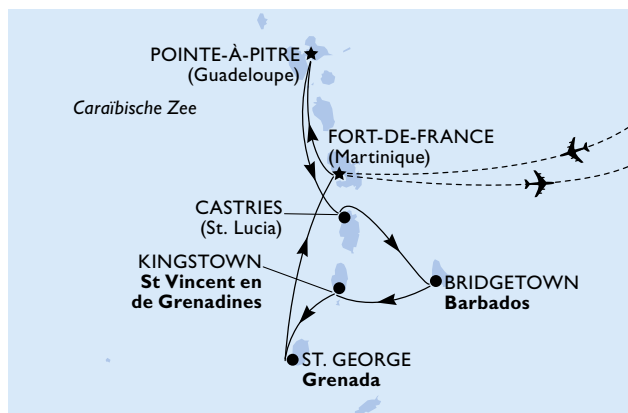 POINTE-À-PITRE
(Guadeloupe)
Caraïbische Zee
FORT-DE-FRANCE
(Martinique)
CASTRIES
(St. Lucia)
KINGSTOWN
St Vincent en
de Grenadines
BRIDGETOWN
Barbados
ST. GEORGE
Grenada